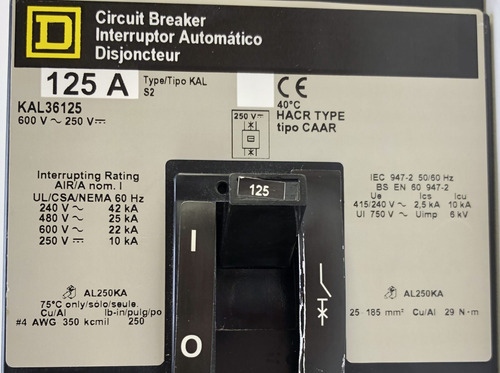 D
Circuit Breaker
Interruptor Automático
Disjoncteur
125 A
Type/Tipo KAL
S2
CE
40°C
KAL36125
600 V ~ 250 V ⎓
HACR TYPE
tipo CAAR
250 V ⎓
Interrupting Rating
AIR/A nom. I
UL/CSA/NEMA 60 Hz
240 V ~ 42 kA
480 V ~ 25 kA
600 V ~ 22 kA
250 V ⎓ 10 kA
125
I
O
IEC 947-2 50/60 Hz
BS EN 60 947-2
Ue Ics Icu
415/240 V ~ 2,5 kA 10 kA
UI 750 V ~ Uimp 6 kV
AL250KA
75°C only/solo/seule.
Cu/Al lb-in/pulg/po
#4 AWG 350 kcmil 250
AL250KA
25 185 mm² Cu/Al 29 N·m